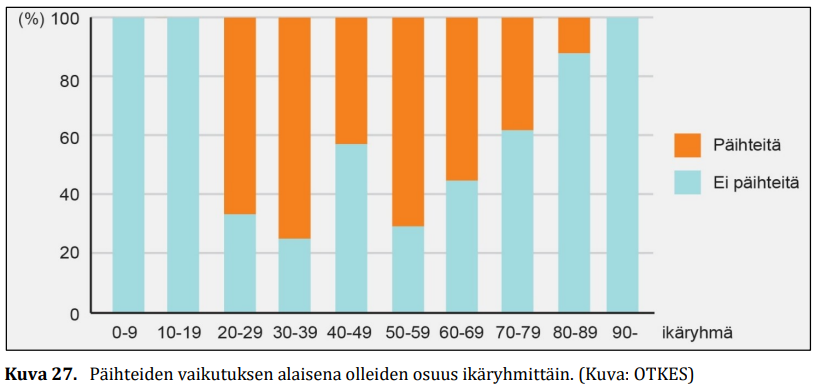 (%) 100
80
60
40
20
0
0-9 10-19 20-29 30-39 40-49 50-59 60-69 70-79 80-89 90- ikäryhmä
Päihteitä
Ei päihteitä
Kuva 27. Päihteiden vaikutuksen alaisena olleiden osuus ikäryhmittäin. (Kuva: OTKES)